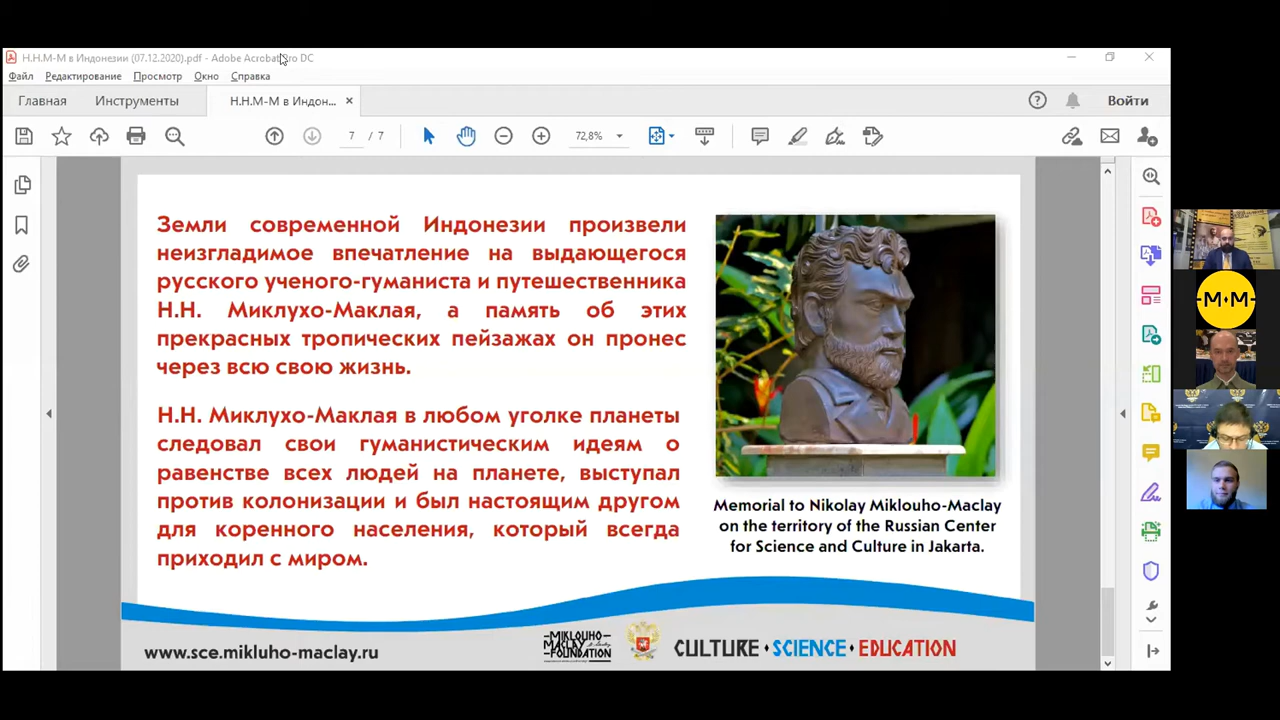 Н.Н.М-М в Индонезии (07.12.2020).pdf - Adobe Acrobat Pro DC
Файл Редактирование Просмотр Окно Справка
Главная Инструменты Н.Н.М-М в Индон... Войти
7 / 7 72,8%
Земли современной Индонезии произвели
неизгладимое впечатление на выдающегося
русского ученого-гуманиста и путешественника
Н.Н. Миклухо-Маклая, а память об этих
прекрасных тропических пейзажах он пронес
через всю свою жизнь.
Н.Н. Миклухо-Маклая в любом уголке планеты
следовал свои гуманистическим идеям о
равенстве всех людей на планете, выступал
против колонизации и был настоящим другом
для коренного населения, который всегда
приходил с миром.
Memorial to Nikolay Miklouho-Maclay
on the territory of the Russian Center
for Science and Culture in Jakarta.
www.sce.mikluho-maclay.ru
MIKLOUHO
MACLAY
FOUNDATION
CULTURE • SCIENCE • EDUCATION
M•M